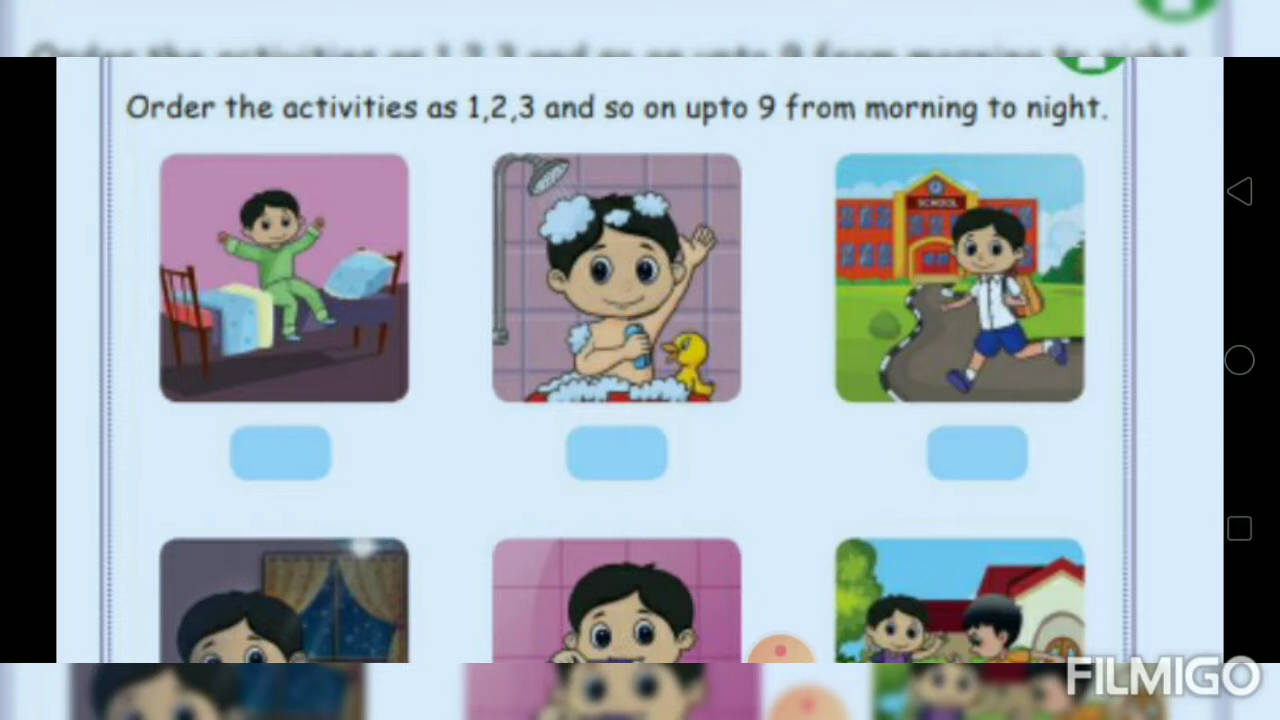 Order the activities as 1,2,3 and so on upto 9 from morning to night.
SCHOOL
FILMIGO